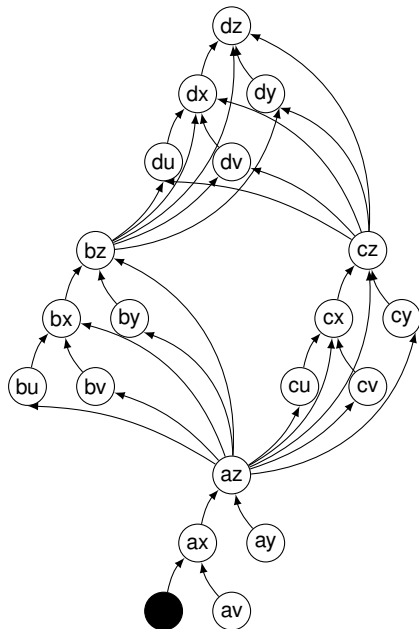 dz
dx dy
du dv
bz cz
bx by cx cy
bu bv cu cv
az
ax ay
av